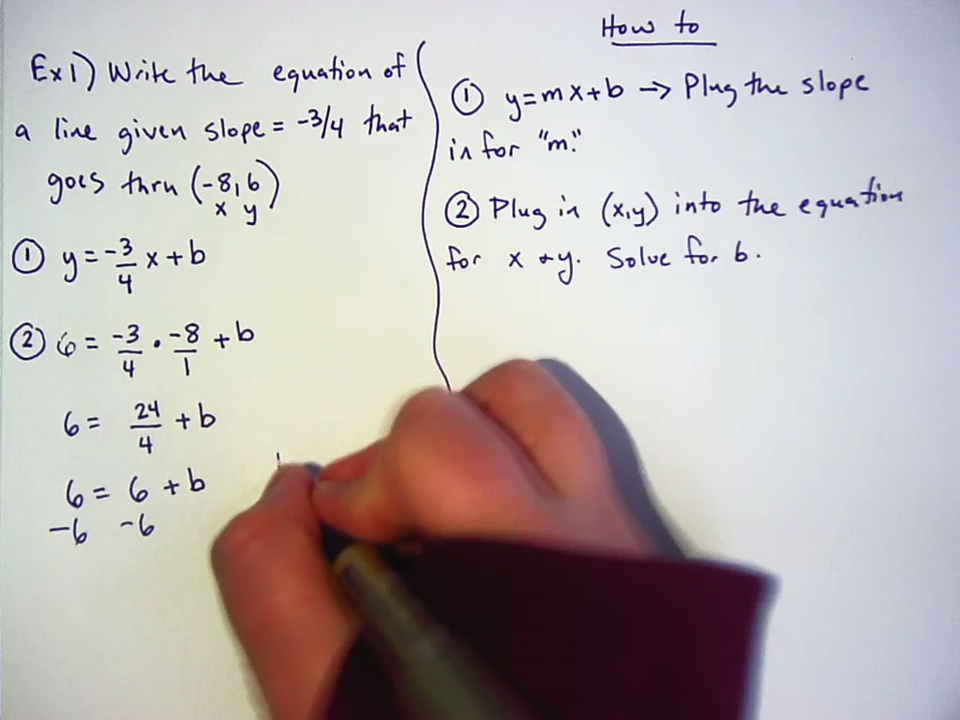 Ex1) Write the equation of
a line given slope = -3/4 that
goes thru (-8, 6)
x y
① y = -3/4 x + b
② 6 = -3/4 • -8/1 + b
6 = 24/4 + b
6 = 6 + b
-6 -6
How to
① y=mx+b → Plug the slope
in for "m."
② Plug in (x,y) into the equation
for x & y. Solve for b.